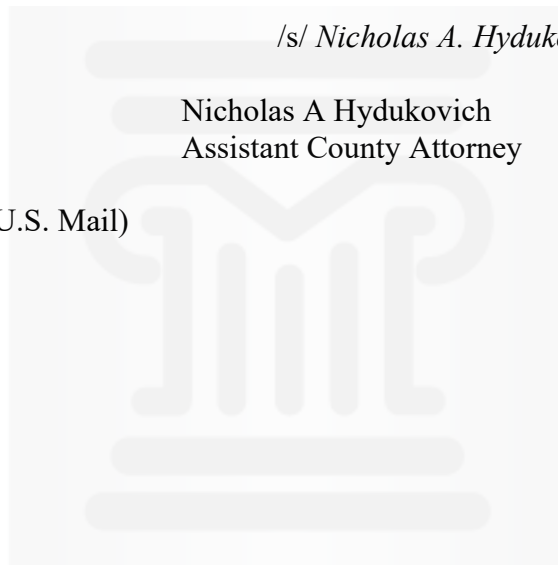 /s/ Nicholas A. Hyduk
Nicholas A Hydukovich
Assistant County Attorney
U.S. Mail)